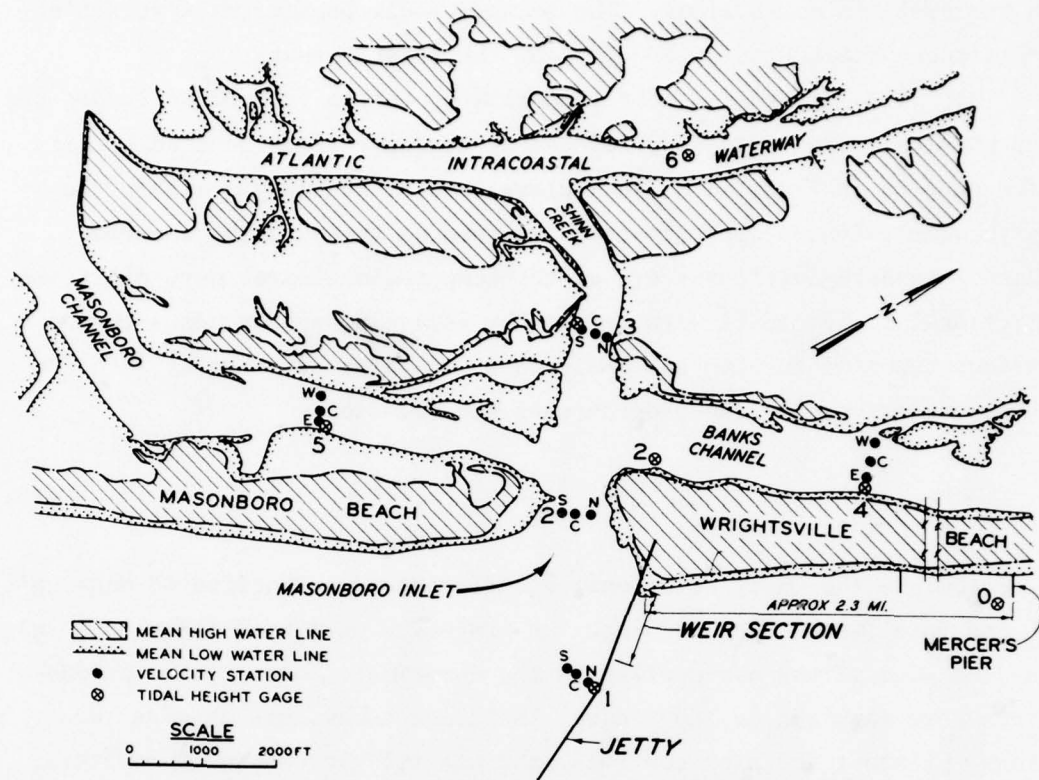 ATLANTIC INTRACOASTAL WATERWAY
6
SHINN CREEK
MASONBORO CHANNEL
S C N 3
N
W
C
E
5
BANKS CHANNEL
W
C
E
4
2
2 S C N
MASONBORO BEACH
WRIGHTSVILLE BEACH
MASONBORO INLET
APPROX 2.3 MI.
0
WEIR SECTION
MERCER'S PIER
MEAN HIGH WATER LINE
MEAN LOW WATER LINE
VELOCITY STATION
TIDAL HEIGHT GAGE
S C N
1
JETTY
SCALE
0 1000 2000 FT